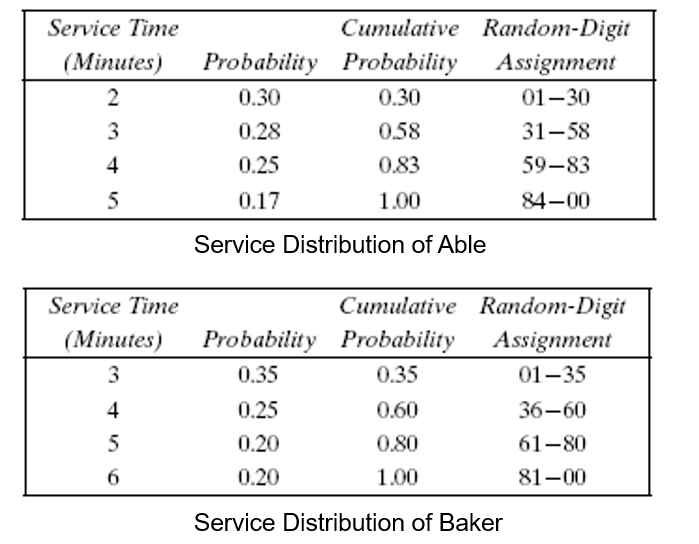 Service Time Cumulative Random-Digit
(Minutes) Probability Probability Assignment
2 0.30 0.30 01–30
3 0.28 0.58 31–58
4 0.25 0.83 59–83
5 0.17 1.00 84–00
Service Distribution of Able
Service Time Cumulative Random-Digit
(Minutes) Probability Probability Assignment
3 0.35 0.35 01–35
4 0.25 0.60 36–60
5 0.20 0.80 61–80
6 0.20 1.00 81–00
Service Distribution of Baker